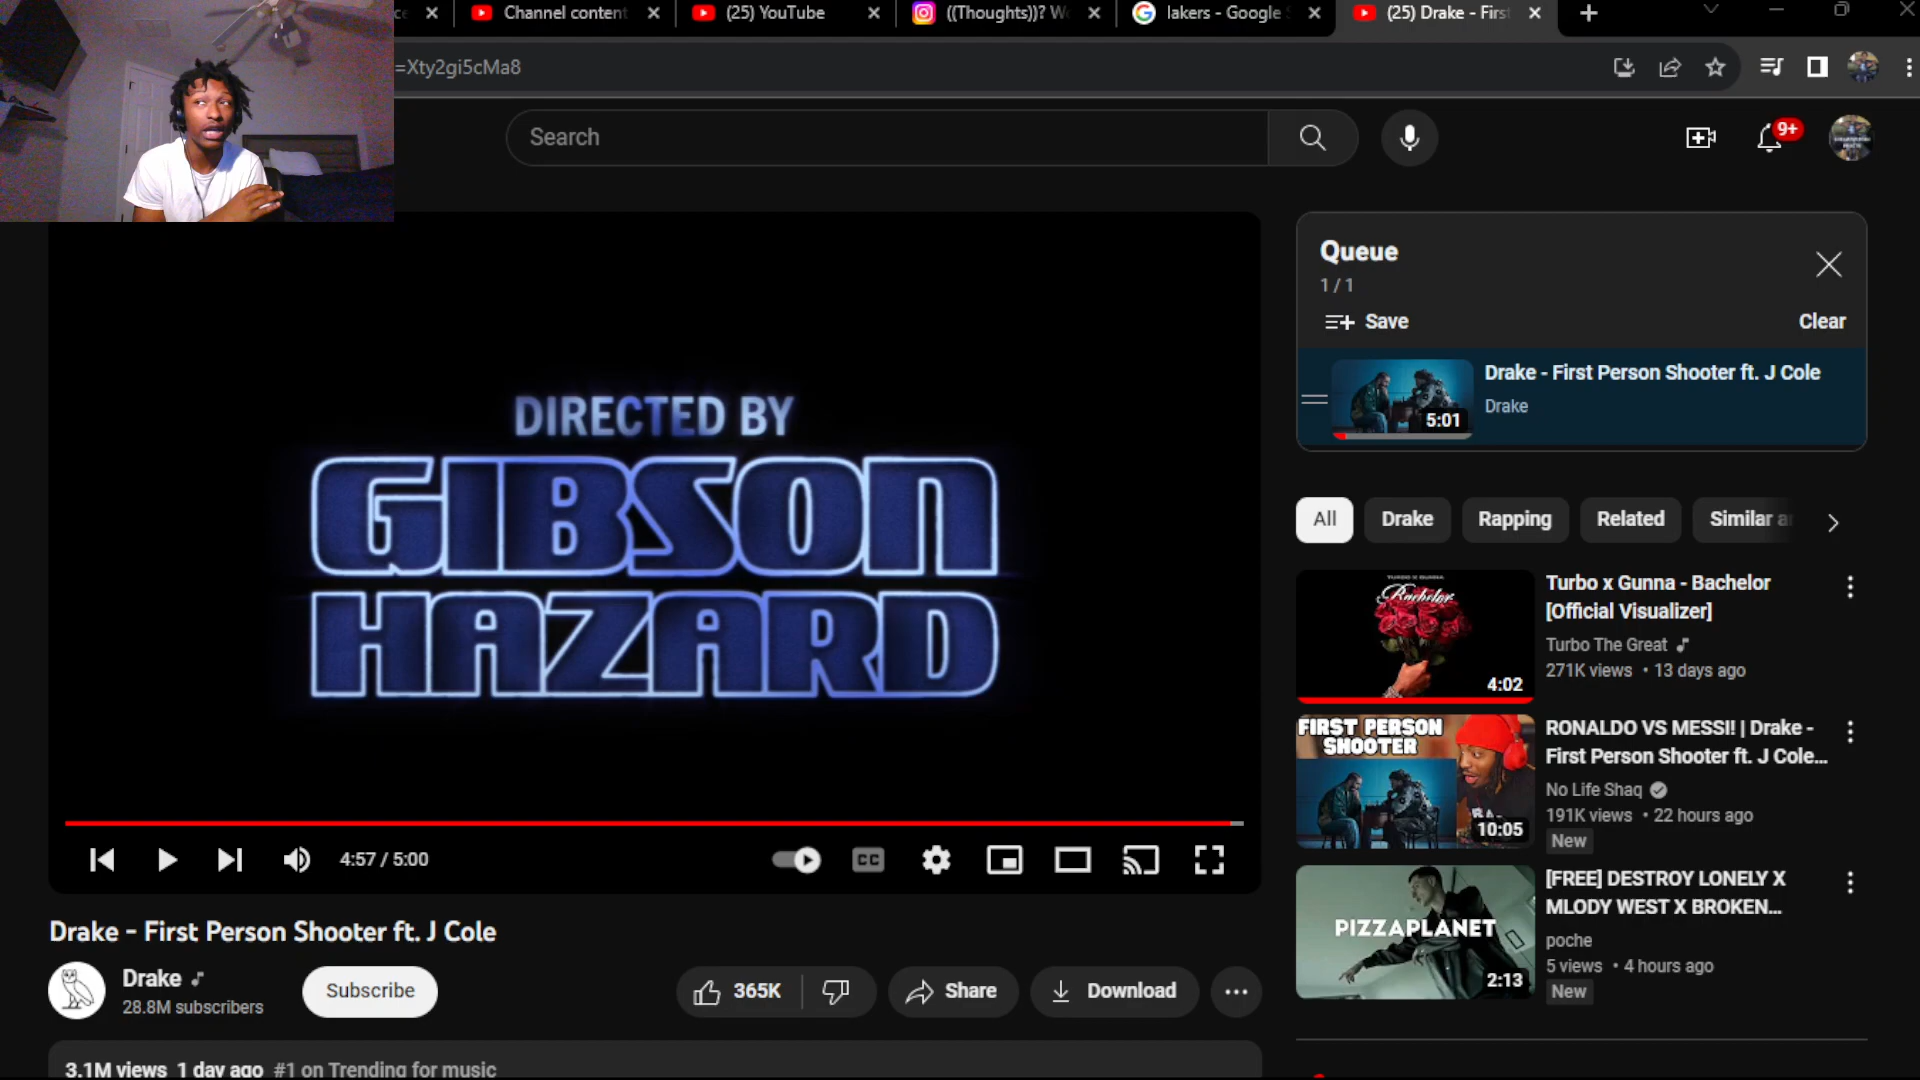 Channel content
(25) YouTube
((Thoughts))? W
lakers - Google
(25) Drake - Firs
=Xty2gi5cMa8
Search
9+
DIRECTED BY
GIBSON
HAZARD
4:57 / 5:00
CC
Drake - First Person Shooter ft. J Cole
Drake
28.8M subscribers
Subscribe
365K
Share
Download
3.1M views 1 day ago #1 on Trending for music
Queue
1 / 1
Save
Clear
Drake - First Person Shooter ft. J Cole
Drake
5:01
All
Drake
Rapping
Related
Similar a
TURBO X GUNNA
Bachelor
4:02
Turbo x Gunna - Bachelor
[Official Visualizer]
Turbo The Great
271K views • 13 days ago
FIRST PERSON
SHOOTER
10:05
RONALDO VS MESSI! | Drake -
First Person Shooter ft. J Cole...
No Life Shaq
191K views • 22 hours ago
New
PIZZAPLANET
2:13
[FREE] DESTROY LONELY X
MLODY WEST X BROKEN...
poche
5 views • 4 hours ago
New